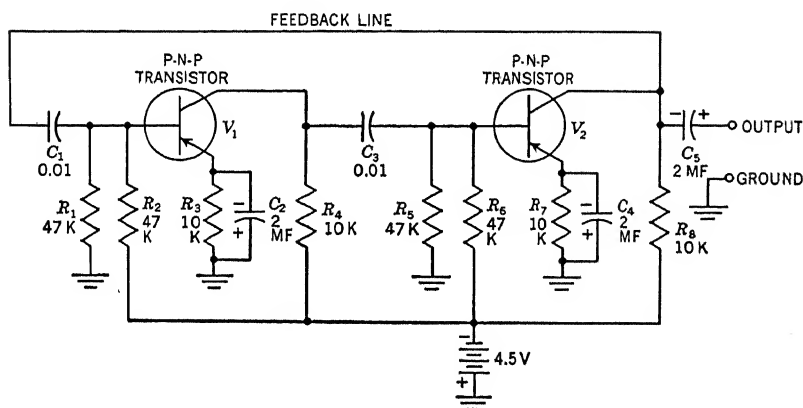 FEEDBACK LINE
P-N-P
TRANSISTOR
P-N-P
TRANSISTOR
V1
V2
C1
0.01
C3
0.01
- +
OUTPUT
C5
2 MF
GROUND
R1
47 K
R2
47
K
R3
10
K
-
+
C2
2
MF
R4
10 K
R5
47 K
R6
47
K
R7
10
K
-
+
C4
2
MF
R8
10 K
-
+
4.5 V